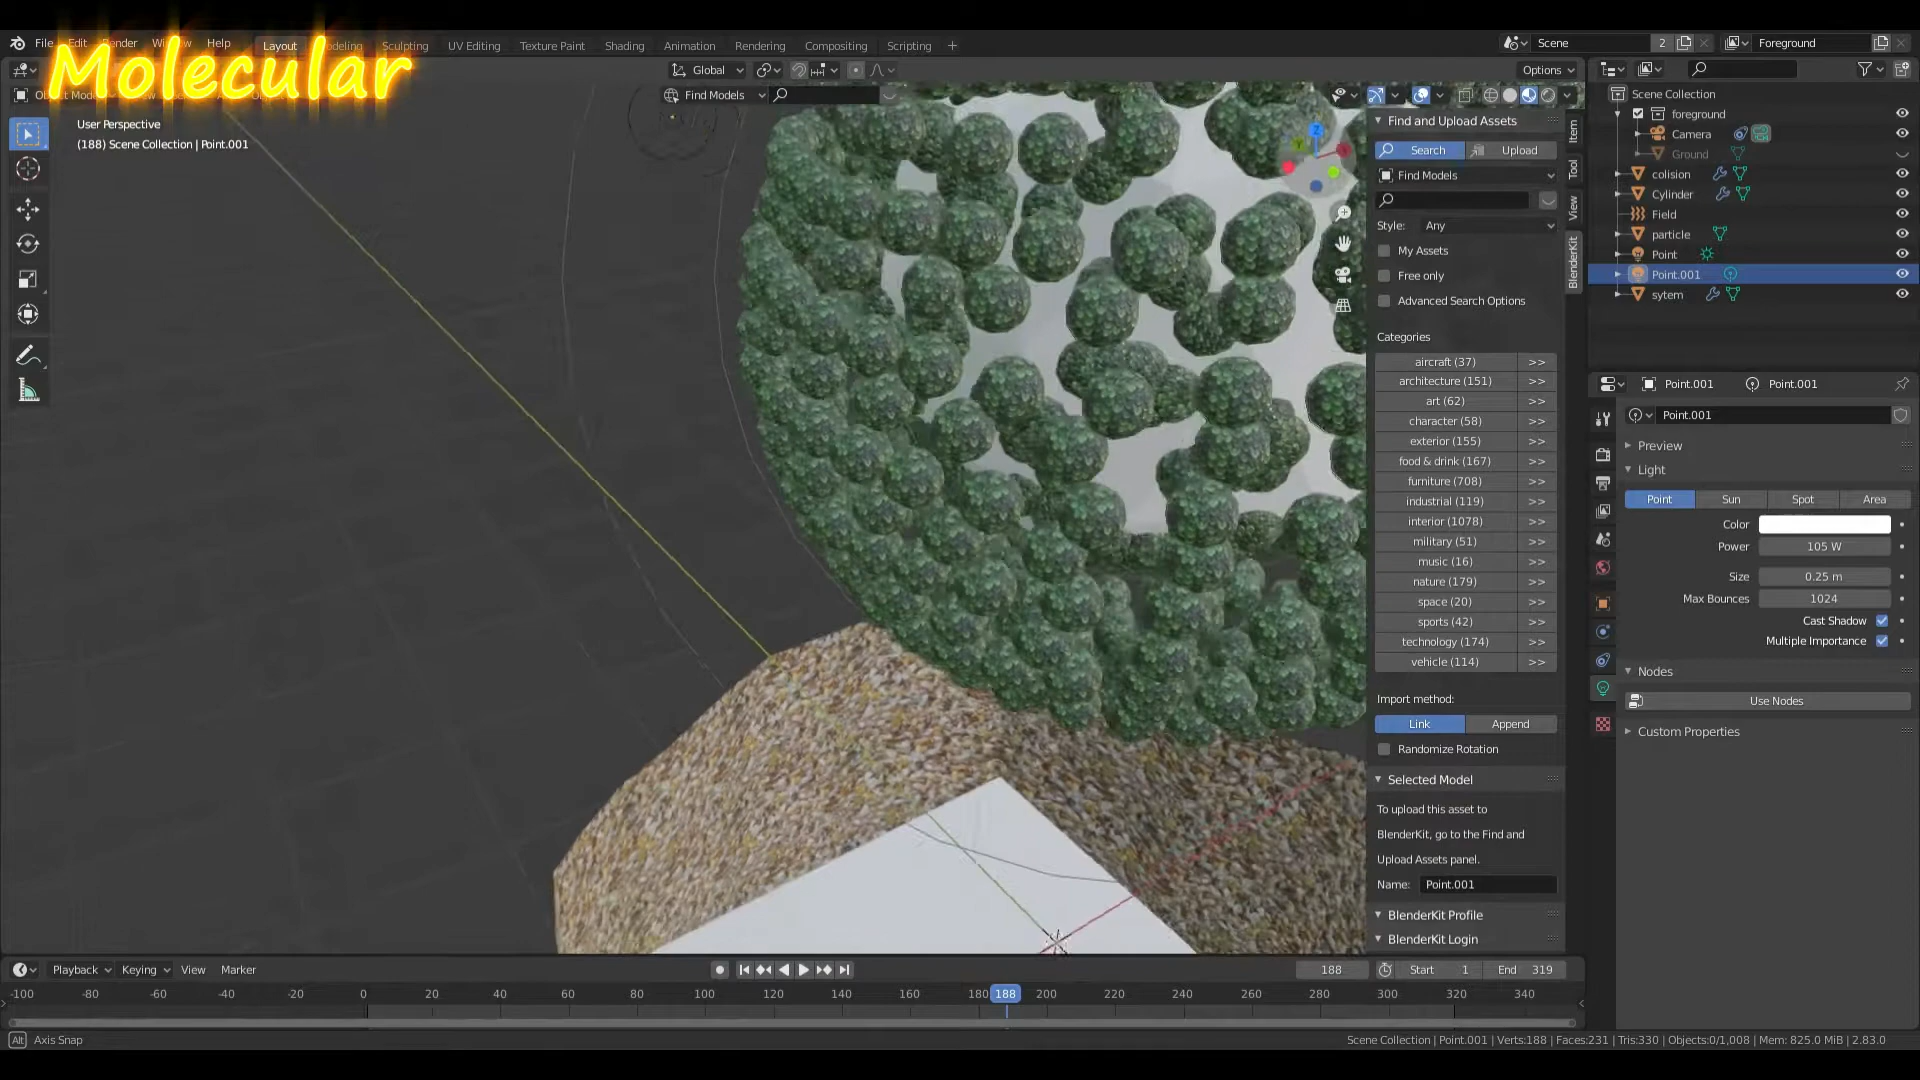 Molecular
File Edit Render Window Help
Layout Modeling Sculpting UV Editing Texture Paint Shading Animation Rendering Compositing Scripting +
Scene 2
Foreground
Global
Options
Object Mode
Find Models
User Perspective
(188) Scene Collection | Point.001
Find and Upload Assets
Search Upload
Find Models
Style: Any
My Assets
Free only
Advanced Search Options
Categories
aircraft (37) >>
architecture (151) >>
art (62) >>
character (58) >>
exterior (155) >>
food & drink (167) >>
furniture (708) >>
industrial (119) >>
interior (1078) >>
military (51) >>
music (16) >>
nature (179) >>
space (20) >>
sports (42) >>
technology (174) >>
vehicle (114) >>
Import method:
Link Append
Randomize Rotation
Selected Model
To upload this asset to
BlenderKit, go to the Find and
Upload Assets panel.
Name: Point.001
BlenderKit Profile
BlenderKit Login
Item
Tool
View
BlenderKit
Z
Scene Collection
foreground
Camera
Ground
colision
Cylinder
Field
particle
Point
Point.001
sytem
Point.001 Point.001
Point.001
Preview
Light
Point Sun Spot Area
Color
Power 105 W
Size 0.25 m
Max Bounces 1024
Cast Shadow
Multiple Importance
Nodes
Use Nodes
Custom Properties
Playback Keying View Marker
188 Start 1 End 319
-100 -80 -60 -40 -20 0 20 40 60 80 100 120 140 160 180 188 200 220 240 260 280 300 320 340
Alt Axis Snap
Scene Collection | Point.001 | Verts:188 | Faces:231 | Tris:330 | Objects:0/1,008 | Mem: 825.0 MiB | 2.83.0